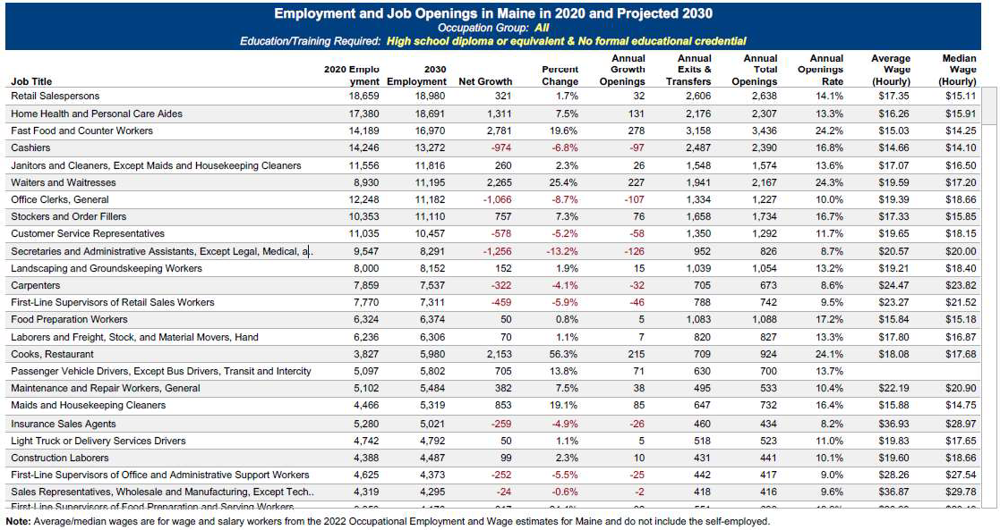 Employment and Job Openings in Maine in 2020 and Projected 2030
Occupation Group: All
Education/Training Required: High school diploma or equivalent & No formal educational credential
Job Title 2020 Emplo yment 2030 Employment Net Growth Percent Change Annual Growth Openings Annual Exits & Transfers Annual Total Openings Annual Openings Rate Average Wage (Hourly) Median Wage (Hourly)
Retail Salespersons 18,659 18,980 321 1.7% 32 2,606 2,638 14.1% $17.35 $15.11
Home Health and Personal Care Aides 17,380 18,691 1,311 7.5% 131 2,176 2,307 13.3% $16.26 $15.91
Fast Food and Counter Workers 14,189 16,970 2,781 19.6% 278 3,158 3,436 24.2% $15.03 $14.25
Cashiers 14,246 13,272 -974 -6.8% -97 2,487 2,390 16.8% $14.66 $14.10
Janitors and Cleaners, Except Maids and Housekeeping Cleaners 11,556 11,816 260 2.3% 26 1,548 1,574 13.6% $17.07 $16.50
Waiters and Waitresses 8,930 11,195 2,265 25.4% 227 1,941 2,167 24.3% $19.59 $17.20
Office Clerks, General 12,248 11,182 -1,066 -8.7% -107 1,334 1,227 10.0% $19.39 $18.66
Stockers and Order Fillers 10,353 11,110 757 7.3% 76 1,658 1,734 16.7% $17.33 $15.85
Customer Service Representatives 11,035 10,457 -578 -5.2% -58 1,350 1,292 11.7% $19.65 $18.15
Secretaries and Administrative Assistants, Except Legal, Medical, a.. 9,547 8,291 -1,256 -13.2% -126 952 826 8.7% $20.57 $20.00
Landscaping and Groundskeeping Workers 8,000 8,152 152 1.9% 15 1,039 1,054 13.2% $19.21 $18.40
Carpenters 7,859 7,537 -322 -4.1% -32 705 673 8.6% $24.47 $23.82
First-Line Supervisors of Retail Sales Workers 7,770 7,311 -459 -5.9% -46 788 742 9.5% $23.27 $21.52
Food Preparation Workers 6,324 6,374 50 0.8% 5 1,083 1,088 17.2% $15.84 $15.18
Laborers and Freight, Stock, and Material Movers, Hand 6,236 6,306 70 1.1% 7 820 827 13.3% $17.80 $16.87
Cooks, Restaurant 3,827 5,980 2,153 56.3% 215 709 924 24.1% $18.08 $17.68
Passenger Vehicle Drivers, Except Bus Drivers, Transit and Intercity 5,097 5,802 705 13.8% 71 630 700 13.7%
Maintenance and Repair Workers, General 5,102 5,484 382 7.5% 38 495 533 10.4% $22.19 $20.90
Maids and Housekeeping Cleaners 4,466 5,319 853 19.1% 85 647 732 16.4% $15.88 $14.75
Insurance Sales Agents 5,280 5,021 -259 -4.9% -26 460 434 8.2% $36.93 $28.97
Light Truck or Delivery Services Drivers 4,742 4,792 50 1.1% 5 518 523 11.0% $19.83 $17.65
Construction Laborers 4,388 4,487 99 2.3% 10 431 441 10.1% $19.60 $18.66
First-Line Supervisors of Office and Administrative Support Workers 4,625 4,373 -252 -5.5% -25 442 417 9.0% $28.26 $27.54
Sales Representatives, Wholesale and Manufacturing, Except Tech.. 4,319 4,295 -24 -0.6% -2 418 416 9.6% $36.87 $29.78
First-Line Supervisors of Food Preparation and Serving Workers
Note: Average/median wages are for wage and salary workers from the 2022 Occupational Employment and Wage estimates for Maine and do not include the self-employed.